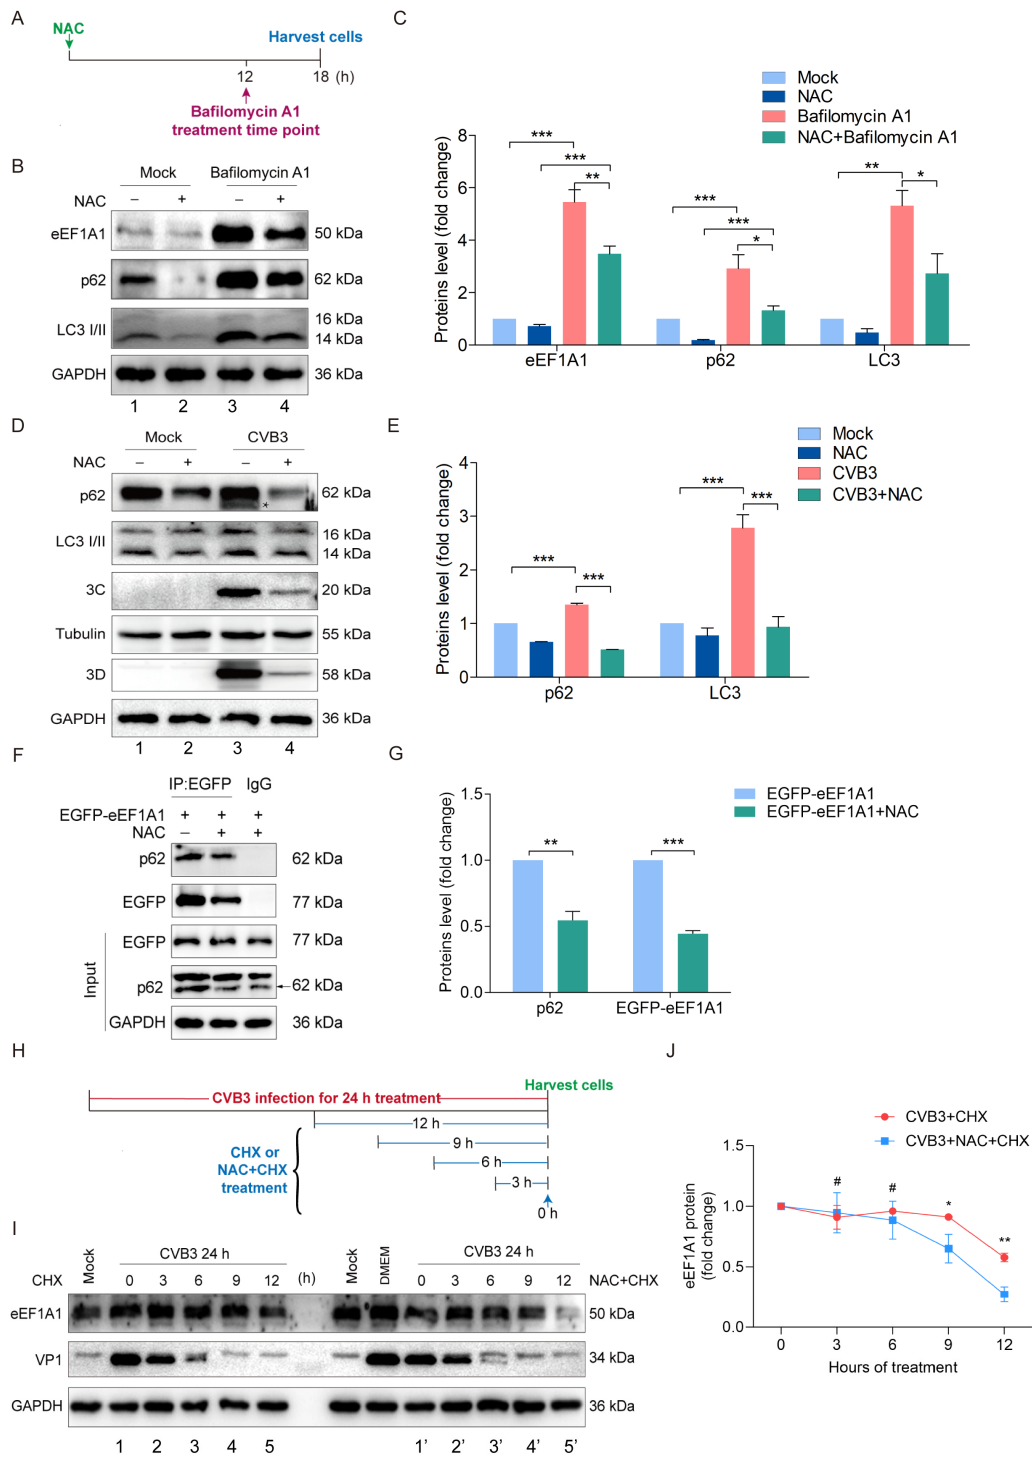 A
NAC
Harvest cells
12
18 (h)
Bafilomycin A1
treatment time point
B
Mock
Bafilomycin A1
NAC – + – +
eEF1A1 50 kDa
p62 62 kDa
LC3 I/II 16 kDa
14 kDa
GAPDH 36 kDa
1 2 3 4
C
Mock
NAC
Bafilomycin A1
NAC+Bafilomycin A1
Proteins level (fold change)
8
6
4
2
0
*** *** **
*** *** *
** *
eEF1A1 p62 LC3
D
Mock CVB3
NAC – + – +
p62 * 62 kDa
LC3 I/II 16 kDa
14 kDa
3C 20 kDa
Tubulin 55 kDa
3D 58 kDa
GAPDH 36 kDa
1 2 3 4
E
Mock
NAC
CVB3
CVB3+NAC
Proteins level (fold change)
4
3
2
1
0
*** ***
*** ***
p62 LC3
F
IP:EGFP IgG
EGFP-eEF1A1 + + +
NAC – + +
p62 62 kDa
EGFP 77 kDa
Input
EGFP 77 kDa
p62 62 kDa
GAPDH 36 kDa
G
EGFP-eEF1A1
EGFP-eEF1A1+NAC
Proteins level (fold change)
1.5
1.0
0.5
0.0
** ***
p62 EGFP-eEF1A1
H
Harvest cells
CVB3 infection for 24 h treatment
12 h
9 h
6 h
3 h
0 h
CHX or
NAC+CHX
treatment
I
Mock CVB3 24 h Mock DMEM CVB3 24 h
CHX 0 3 6 9 12 (h) 0 3 6 9 12 NAC+CHX
eEF1A1 50 kDa
VP1 34 kDa
GAPDH 36 kDa
1 2 3 4 5 1’ 2’ 3’ 4’ 5’
J
CVB3+CHX
CVB3+NAC+CHX
eEF1A1 protein
(fold change)
1.5
1.0
0.5
0.0
# # * **
0 3 6 9 12
Hours of treatment